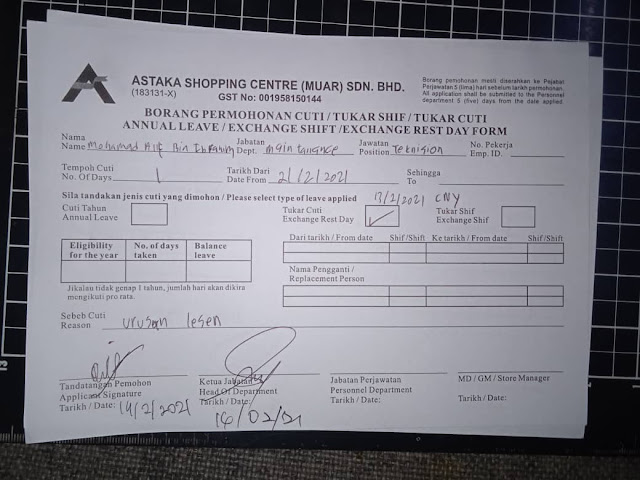 ASTAKA SHOPPING CENTRE (MUAR) SDN. BHD.
(183131-X) GST No: 001958150144
Borang pemohonan mesti diserahkan ke Pejabat
Perjawatan 5 (lima) hari sebelum tarikh permohonan.
All application shall be submitted to the Personnel
department 5 (five) days from the date applied.
BORANG PERMOHONAN CUTI / TUKAR SHIF / TUKAR CUTI
ANNUAL LEAVE / EXCHANGE SHIFT /EXCHANGE REST DAY FORM
Nama Jabatan Jawatan No. Pekerja
Name Mohamad Alif Bin Ibrahim Dept. Position Teknision Emp. ID.
Tempoh Cuti Tarikh Dari Sehingga
No. Of Days 1 Date From 21/2/2021 To
Sila tandakan jenis cuti yang dimohon / Please select type of leave applied 13/2/2021 CNY
Cuti Tahun Tukar Cuti Tukar Shif
Annual Leave Exchange Rest Day ✓ Exchange Shif
Eligibility No. of days Balance
for the year taken leave
Dari tarikh / From date Shif/Shift Ke tarikh / From date Shif/Shift
Nama Pengganti /
Replacement Person
Jikalau tidak genap 1 tahun, jumlah hari akan dikira
mengikuti pro rata.
Sebeb Cuti
Reason urusan lesen
Tandatangan Pemohon Ketua Jabatan Jabatan Perjawatan MD / GM / Store Manager
Applicant Signature Head Of Department Personnel Department
Tarikh / Date: 14/2/2021 Tarikh / Date: 14/02/21 Tarikh / Date: Tarikh / Date: